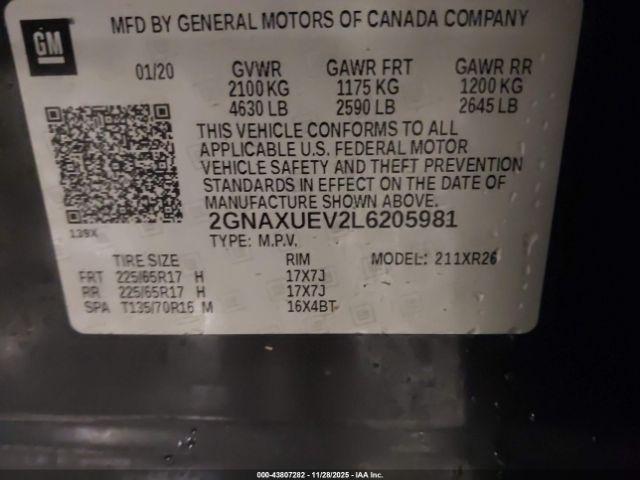 GM
MFD BY GENERAL MOTORS OF CANADA COMPANY
01/20 GVWR GAWR FRT GAWR RR
2100 KG 1175 KG 1200 KG
4630 LB 2590 LB 2645 LB
THIS VEHICLE CONFORMS TO ALL
APPLICABLE U.S. FEDERAL MOTOR
VEHICLE SAFETY AND THEFT PREVENTION
STANDARDS IN EFFECT ON THE DATE OF
MANUFACTURE SHOWN ABOVE.
139X 2GNAXUEV2L6205981
TYPE: M.P.V.
TIRE SIZE RIM MODEL: 211XR26
FRT 225/65R17 H 17X7J
RR 225/65R17 H 17X7J
SPA T135/70R16 M 16X4BT
000-43807282 - 11/28/2025 - IAA Inc.